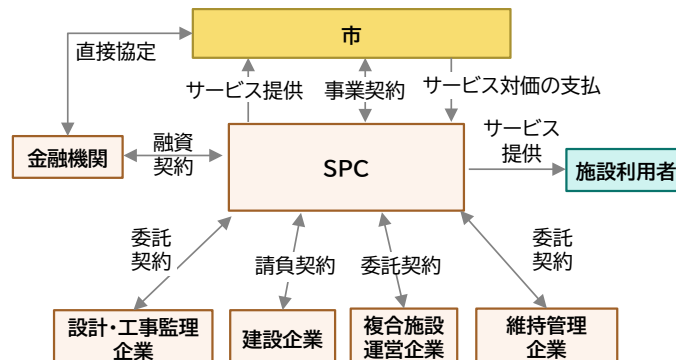 市
直接協定
サービス提供
事業契約
サービス対価の支払
金融機関
融資
契約
SPC
サービス
提供
施設利用者
委託
契約
請負契約
委託契約
委託
契約
設計・工事監理
企業
建設企業
複合施設
運営企業
維持管理
企業